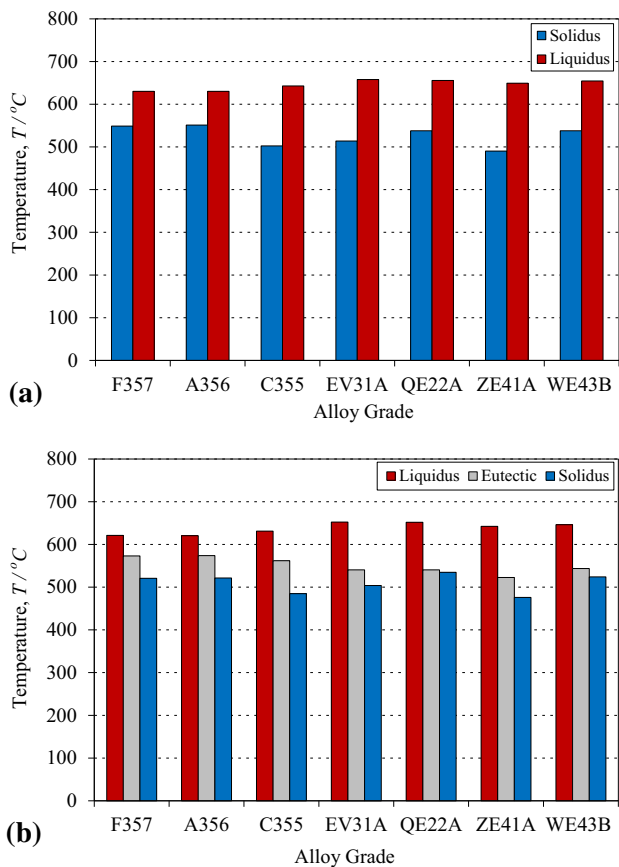 800
700
600
500
400
300
200
100
0
Temperature, T / °C
Solidus
Liquidus
F357 A356 C355 EV31A QE22A ZE41A WE43B
(a)
Alloy Grade
800
700
600
500
400
300
200
100
0
Temperature, T / °C
Liquidus Eutectic Solidus
F357 A356 C355 EV31A QE22A ZE41A WE43B
(b)
Alloy Grade